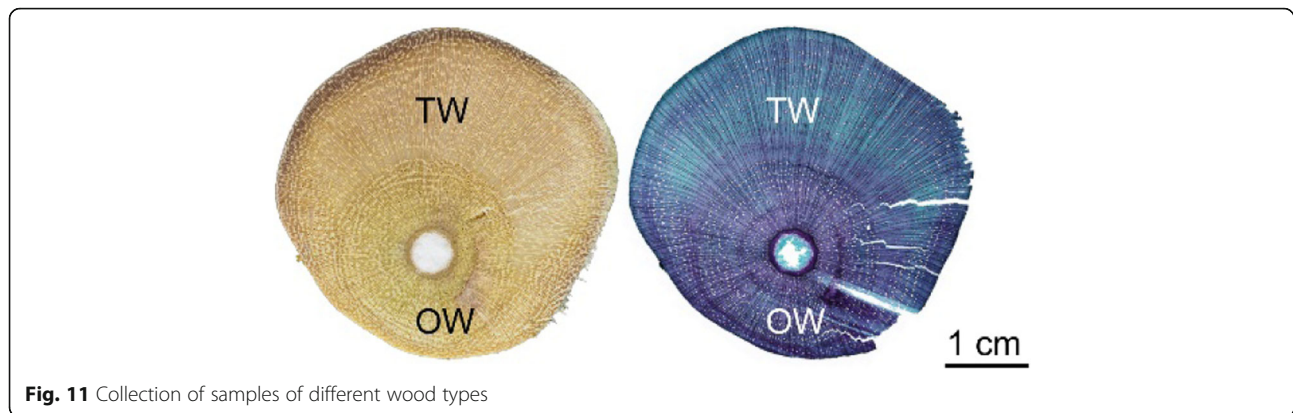 TW
TW
OW
OW
1 cm
Fig. 11 Collection of samples of different wood types